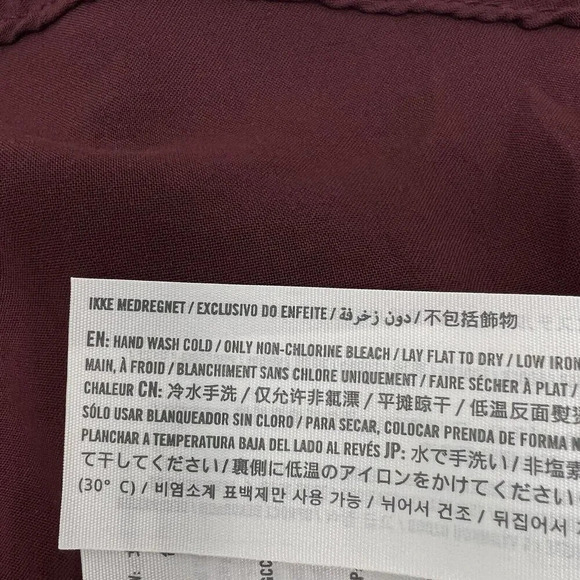 IKKE MEDREGNET / EXCLUSIVO DO ENFEITE / دون زخرفة / 不包括飾物
EN: HAND WASH COLD / ONLY NON-CHLORINE BLEACH / LAY FLAT TO DRY / LOW IRON
MAIN, À FROID / BLANCHIMENT SANS CHLORE UNIQUEMENT / FAIRE SÉCHER À PLAT /
CHALEUR CN: 冷水手洗 / 仅允许非氯漂 / 平摊晾干 / 低温反面熨
SÓLO USAR BLANQUEADOR SIN CLORO / PARA SECAR, COLOCAR PRENDA DE FORMA
PLANCHAR A TEMPERATURA BAJA DEL LADO AL REVÉS JP: 水で手洗い / 非塩素
て干してください / 裏側に低温のアイロンをかけてください
(30° C) / 비염소계 표백제만 사용 가능 / 뉘어서 건조 / 뒤집어서